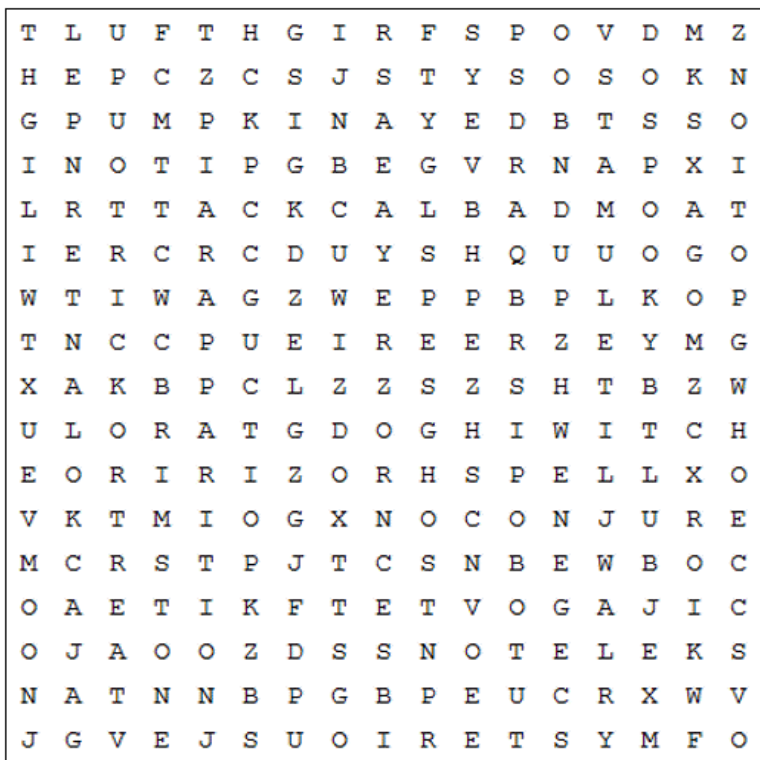 T L U F T H G I R F S P O V D M Z
H E P C Z C S J S T Y S O S O K N
G P U M P K I N A Y E D B T S S O
I N O T I P G B E G V R N A P X I
L R T T A C K C A L B A D M O A T
I E R C R C D U Y S H Q U U O G O
W T I W A G Z W E P P B P L K O P
T N C C P U E I R E E R Z E Y M G
X A K B P C L Z Z S Z S H T B Z W
U L O R A T G D O G H I W I T C H
E O R I R I Z O R H S P E L L X O
V K T M I O G X N O C O N J U R E
M C R S T P J T C S N B E W B O C
O A E T I K F T E T V O G A J I C
O J A O O Z D S S N O T E L E K S
N A T N N B P G B P E U C R X W V
J G V E J S U O I R E T S Y M F O